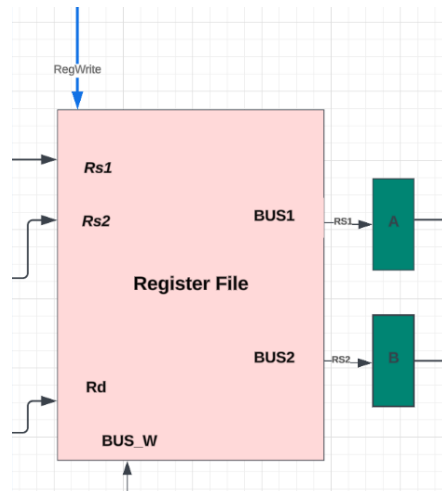 RegWrite
Rs1
Rs2
BUS1
RS1
A
Register File
BUS2
RS2
B
Rd
BUS_W